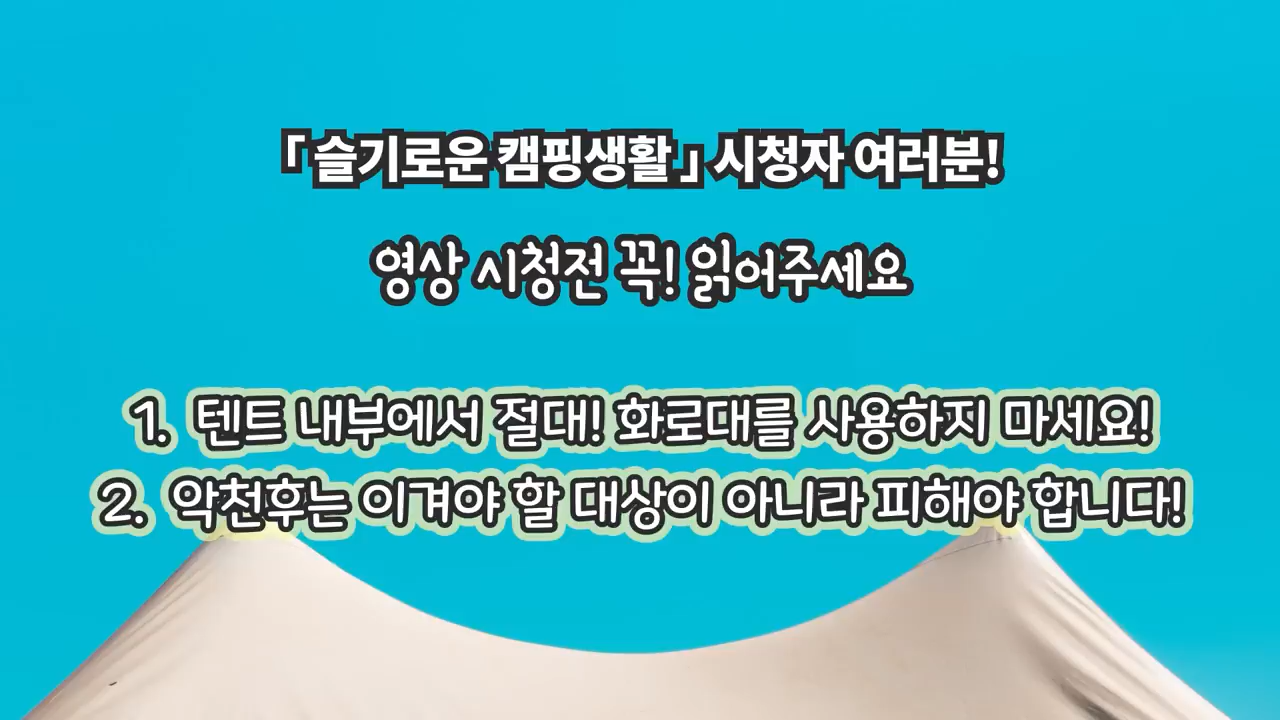 「슬기로운 캠핑생활」 시청자 여러분!
영상 시청전 꼭! 읽어주세요
1. 텐트 내부에서 절대! 화로대를 사용하지 마세요!
2. 악천후는 이겨야 할 대상이 아니라 피해야 합니다!